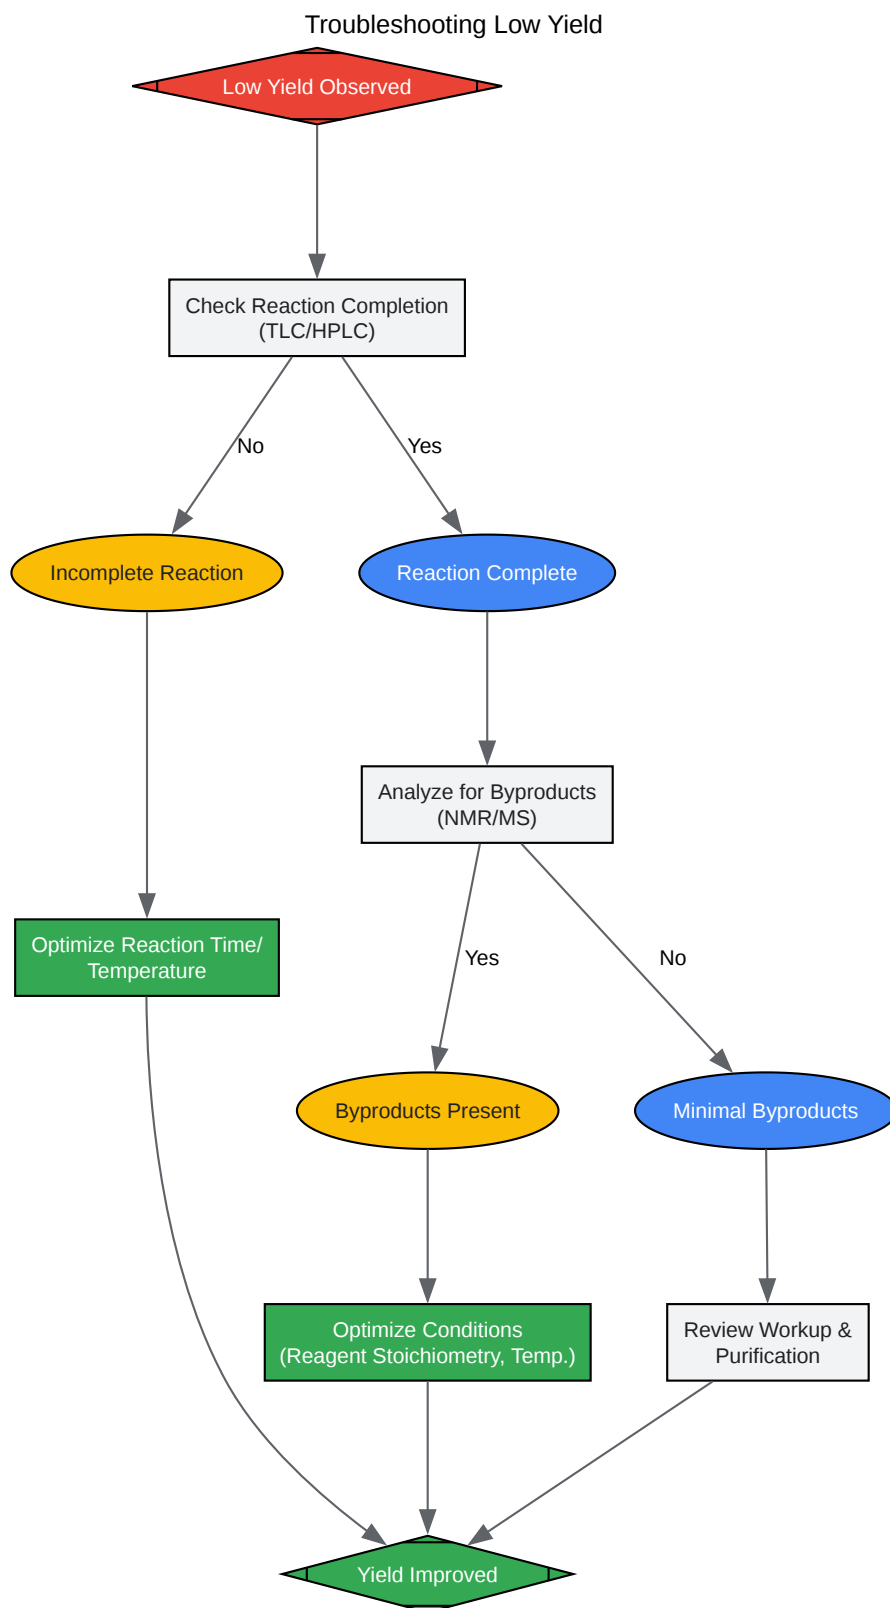 Troubleshooting Low Yield
Low Yield Observed
Check Reaction Completion
(TLC/HPLC)
No
Yes
Incomplete Reaction
Reaction Complete
Analyze for Byproducts
(NMR/MS)
Optimize Reaction Time/
Temperature
Yes
No
Byproducts Present
Minimal Byproducts
Optimize Conditions
(Reagent Stoichiometry, Temp.)
Review Workup &
Purification
Yield Improved